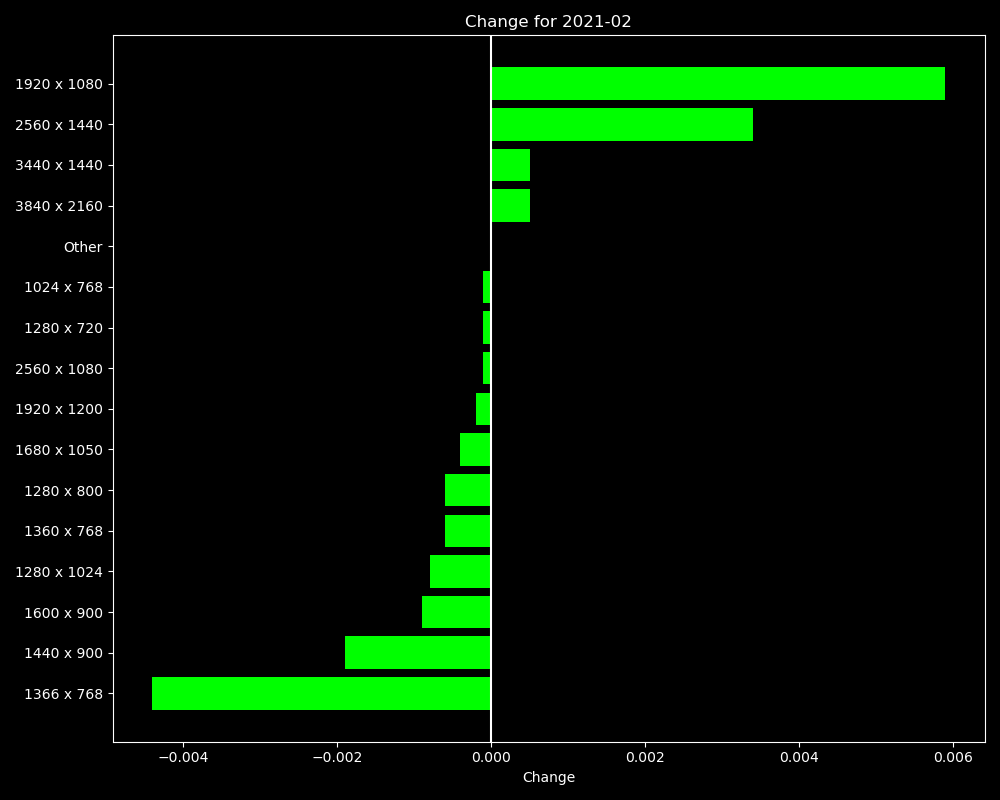 Change for 2021-02
1920 x 1080
2560 x 1440
3440 x 1440
3840 x 2160
Other
1024 x 768
1280 x 720
2560 x 1080
1920 x 1200
1680 x 1050
1280 x 800
1360 x 768
1280 x 1024
1600 x 900
1440 x 900
1366 x 768
−0.004 −0.002 0.000 0.002 0.004 0.006
Change